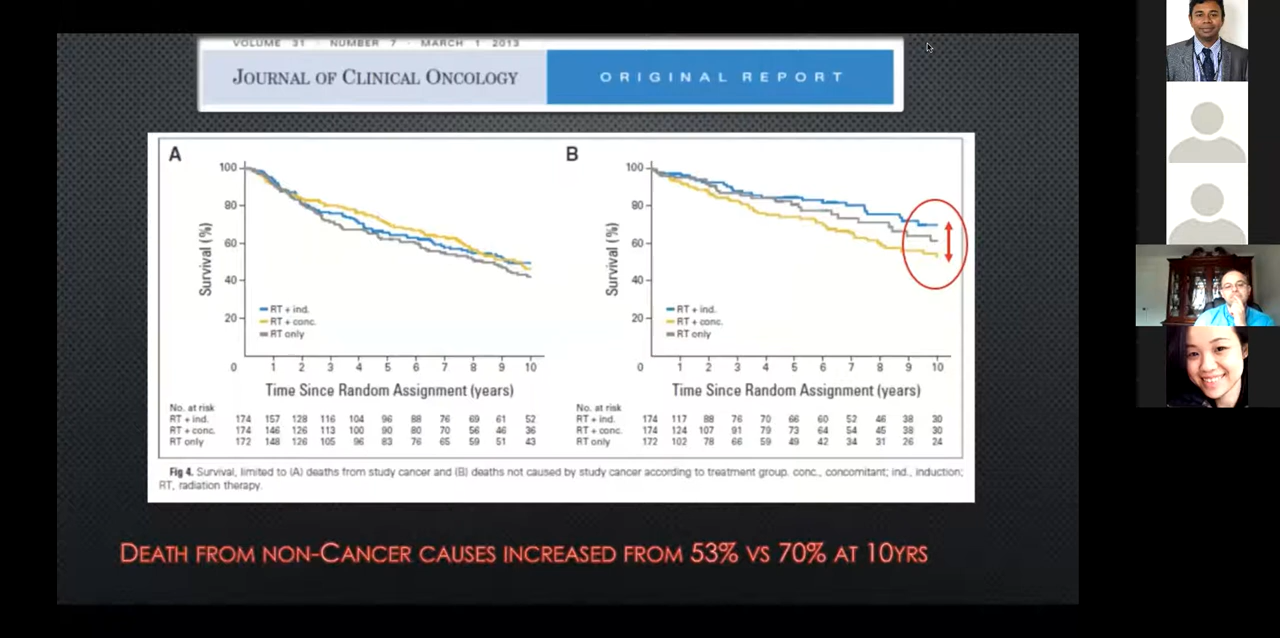 VOLUME 31 · NUMBER 7 · MARCH 1 2013
JOURNAL OF CLINICAL ONCOLOGY
ORIGINAL REPORT
A
100
80
60
40
20
0
Survival (%)
RT + ind.
RT + conc.
RT only
1 2 3 4 5 6 7 8 9 10
Time Since Random Assignment (years)
No. at risk
RT + ind. 174 157 128 116 104 96 88 76 69 61 52
RT + conc. 174 146 126 113 100 90 80 70 56 46 36
RT only 172 148 126 105 96 83 76 65 59 51 43
B
100
80
60
40
20
0
Survival (%)
RT + ind.
RT + conc.
RT only
1 2 3 4 5 6 7 8 9 10
Time Since Random Assignment (years)
No. at risk
RT + ind. 174 117 88 76 70 66 60 52 46 38 30
RT + conc. 174 124 107 91 79 73 64 54 45 38 30
RT only 172 102 78 66 59 49 42 34 31 26 24
Fig 4. Survival, limited to (A) deaths from study cancer and (B) deaths not caused by study cancer according to treatment group. conc., concomitant; ind., induction;
RT, radiation therapy.
DEATH FROM NON-CANCER CAUSES INCREASED FROM 53% VS 70% AT 10YRS